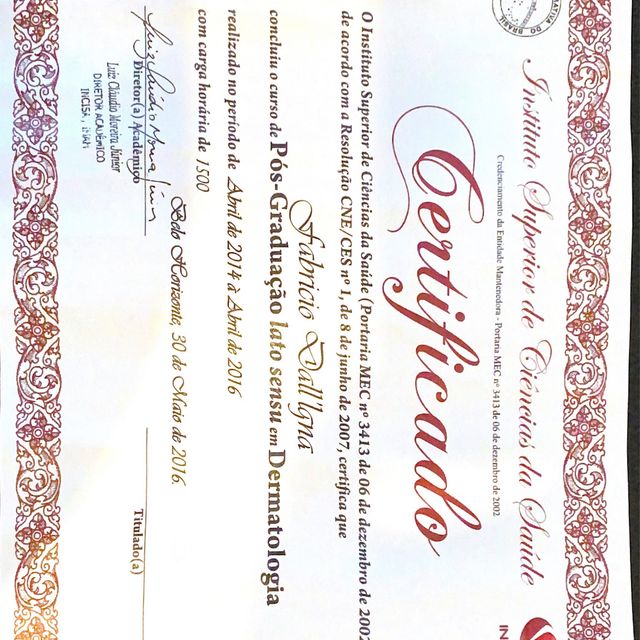 Instituto Superior de Ciências da Saúde
Credenciamento da Entidade Mantenedora - Portaria MEC nº 3413 de 06 de dezembro de 2002
Certificado
O Instituto Superior de Ciências da Saúde (Portaria MEC nº 3413 de 06 de dezembro de 2002
de acordo com a Resolução CNE/CES nº 1, de 8 de junho de 2007, certifica que
Fabricio Dall'Igna
concluiu o curso de Pós-Graduação lato sensu em Dermatologia
realizado no período de Abril de 2014 à Abril de 2016
com carga horária de 1500
Belo Horizonte, 30 de Maio de 2016.
Diretor(a) Acadêmico
Luiz Cláudio Moreira Júnior
DIRETOR ACADÊMICO
Titulado(a)
DO BRASIL
IN